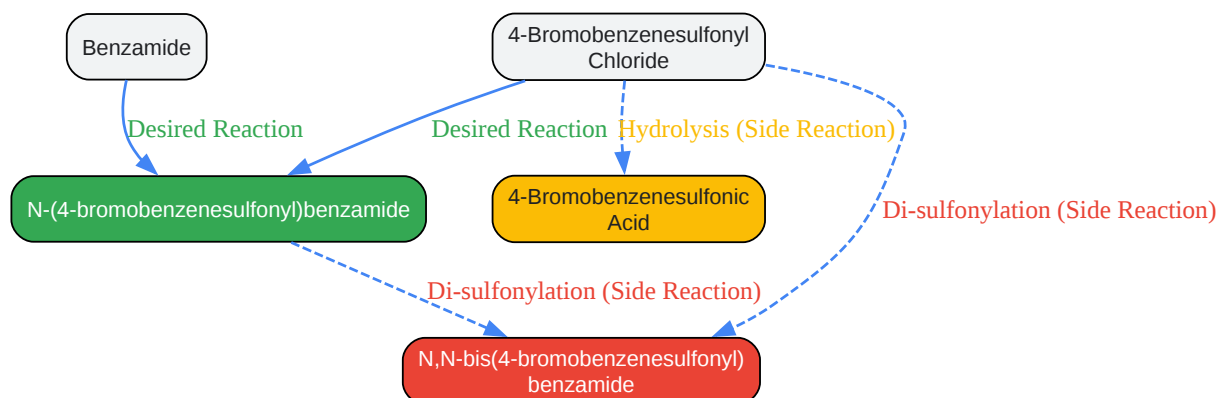 Benzamide
4-Bromobenzenesulfonyl
Chloride
Desired Reaction
Desired Reaction
Hydrolysis (Side Reaction)
N-(4-bromobenzenesulfonyl)benzamide
4-Bromobenzenesulfonic
Acid
Di-sulfonylation (Side Reaction)
Di-sulfonylation (Side Reaction)
N,N-bis(4-bromobenzenesulfonyl)
benzamide